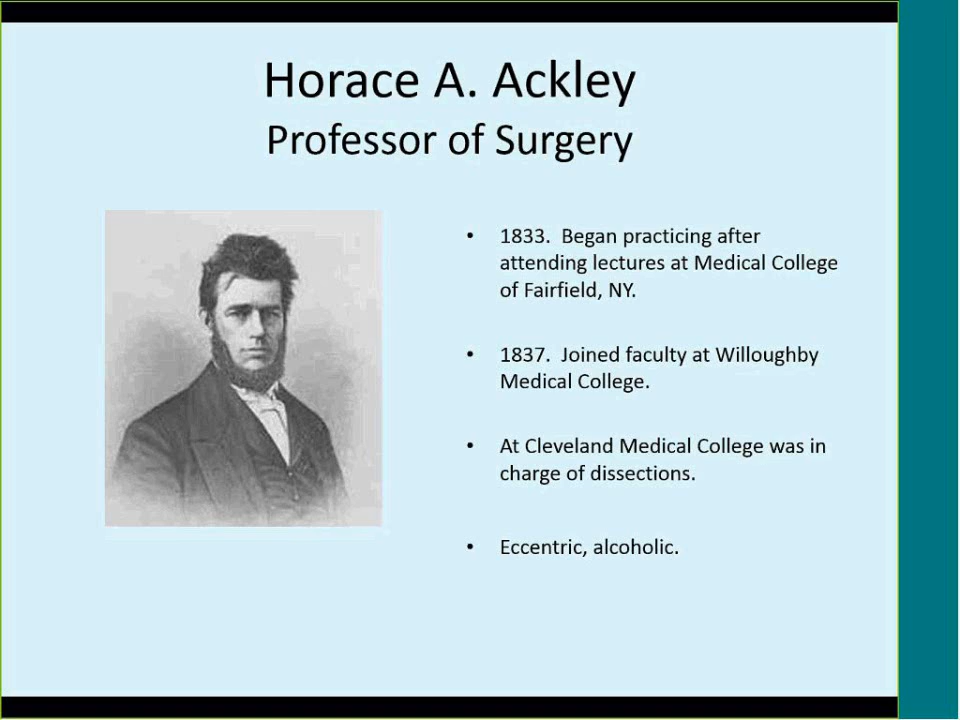 Horace A. Ackley
Professor of Surgery
• 1833.  Began practicing after
attending lectures at Medical College
of Fairfield, NY.
• 1837.  Joined faculty at Willoughby
Medical College.
• At Cleveland Medical College was in
charge of dissections.
• Eccentric, alcoholic.